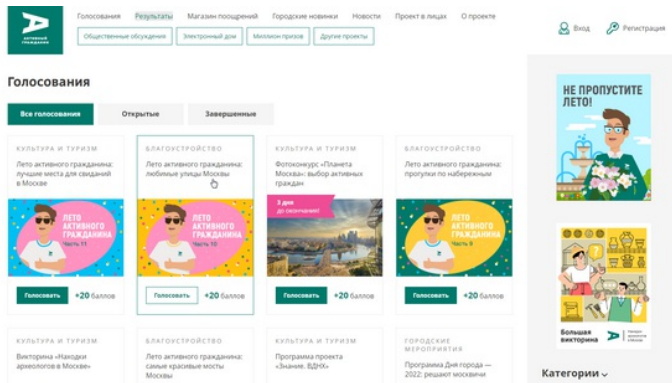 Голосования Результаты Магазин поощрений Городские новинки Новости Проект в лицах О проекте
Общественные обсуждения Электронный дом Миллион призов Другие проекты
Вход Регистрация
АКТИВНЫЙ
ГРАЖДАНИН
Голосования
Все голосования Открытые Завершенные
КУЛЬТУРА И ТУРИЗМ
Лето активного гражданина:
лучшие места для свиданий
в Москве
ЛЕТО
АКТИВНОГО
ГРАЖДАНИНА
Часть 11
Голосовать +20 баллов
БЛАГОУСТРОЙСТВО
Лето активного гражданина:
любимые улицы Москвы
ЛЕТО
АКТИВНОГО
ГРАЖДАНИНА
Часть 10
Голосовать +20 баллов
КУЛЬТУРА И ТУРИЗМ
Фотоконкурс «Планета
Москва»: выбор активных
граждан
3 дня
до окончания!
Голосовать +20 баллов
БЛАГОУСТРОЙСТВО
Лето активного гражданина:
прогулки по набережным
ЛЕТО
АКТИВНОГО
ГРАЖДАНИНА
Часть 9
Голосовать +20 баллов
КУЛЬТУРА И ТУРИЗМ
Викторина «Находки
археологов в Москве»
БЛАГОУСТРОЙСТВО
Лето активного гражданина:
самые красивые мосты
Москвы
КУЛЬТУРА И ТУРИЗМ
Программа проекта
«Знание. ВДНХ»
ГОРОДСКИЕ
МЕРОПРИЯТИЯ
Программа Дня города —
2022: решают москвичи
НЕ ПРОПУСТИТЕ
ЛЕТО!
Большая
викторина
Категории